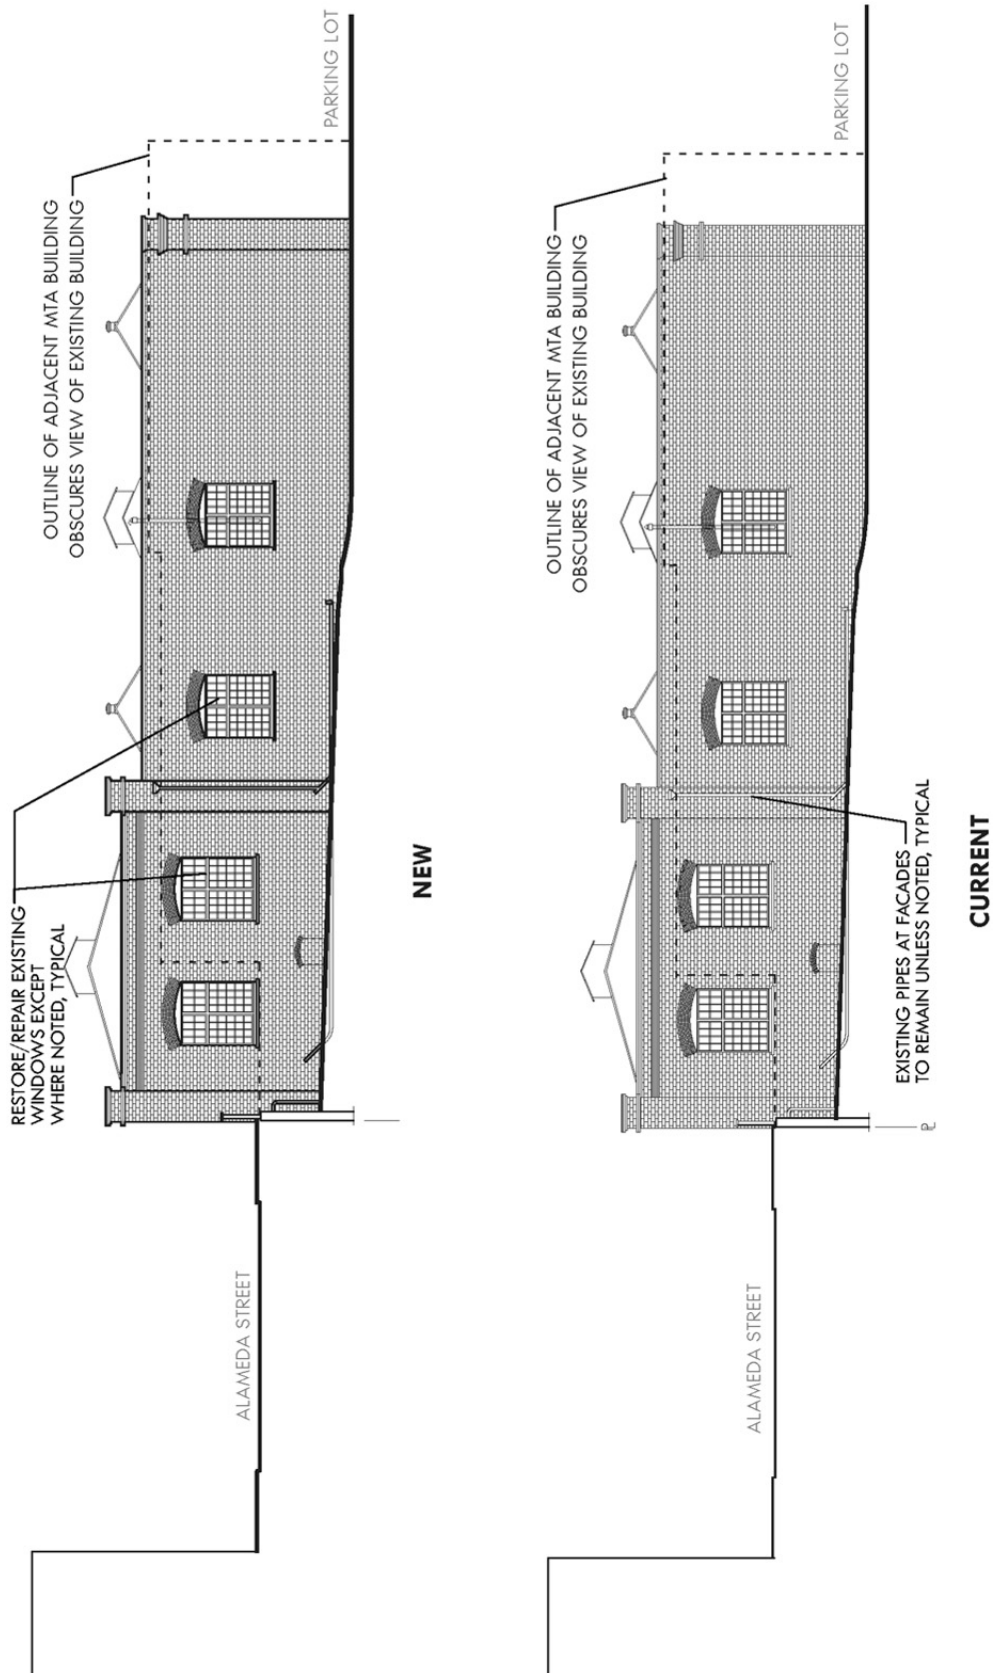 RESTORE/REPAIR EXISTING
WINDOWS EXCEPT
WHERE NOTED, TYPICAL
OUTLINE OF ADJACENT MTA BUILDING
OBSCURES VIEW OF EXISTING BUILDING
ALAMEDA STREET
PARKING LOT
NEW
OUTLINE OF ADJACENT MTA BUILDING
OBSCURES VIEW OF EXISTING BUILDING
ALAMEDA STREET
PARKING LOT
EXISTING PIPES AT FACADES
TO REMAIN UNLESS NOTED, TYPICAL
PL
CURRENT